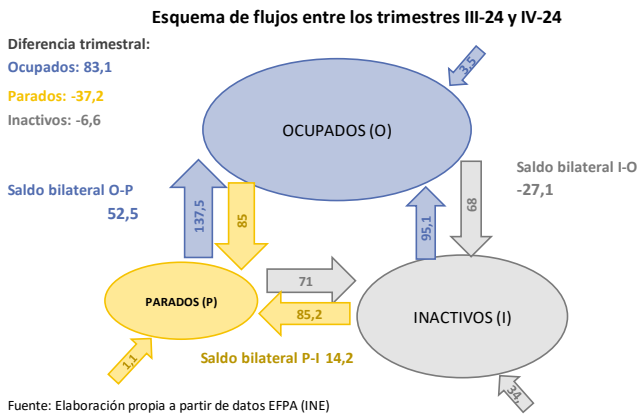 Esquema de flujos entre los trimestres III-24 y IV-24
Diferencia trimestral:
Ocupados: 83,1
Parados: -37,2
Inactivos: -6,6
3,5
OCUPADOS (O)
Saldo bilateral O-P
52,5
137,5
85
95,1
68
Saldo bilateral I-O
-27,1
71
85,2
PARADOS (P)
INACTIVOS (I)
Saldo bilateral P-I 14,2
1,1
34,
Fuente: Elaboración propia a partir de datos EFPA (INE)